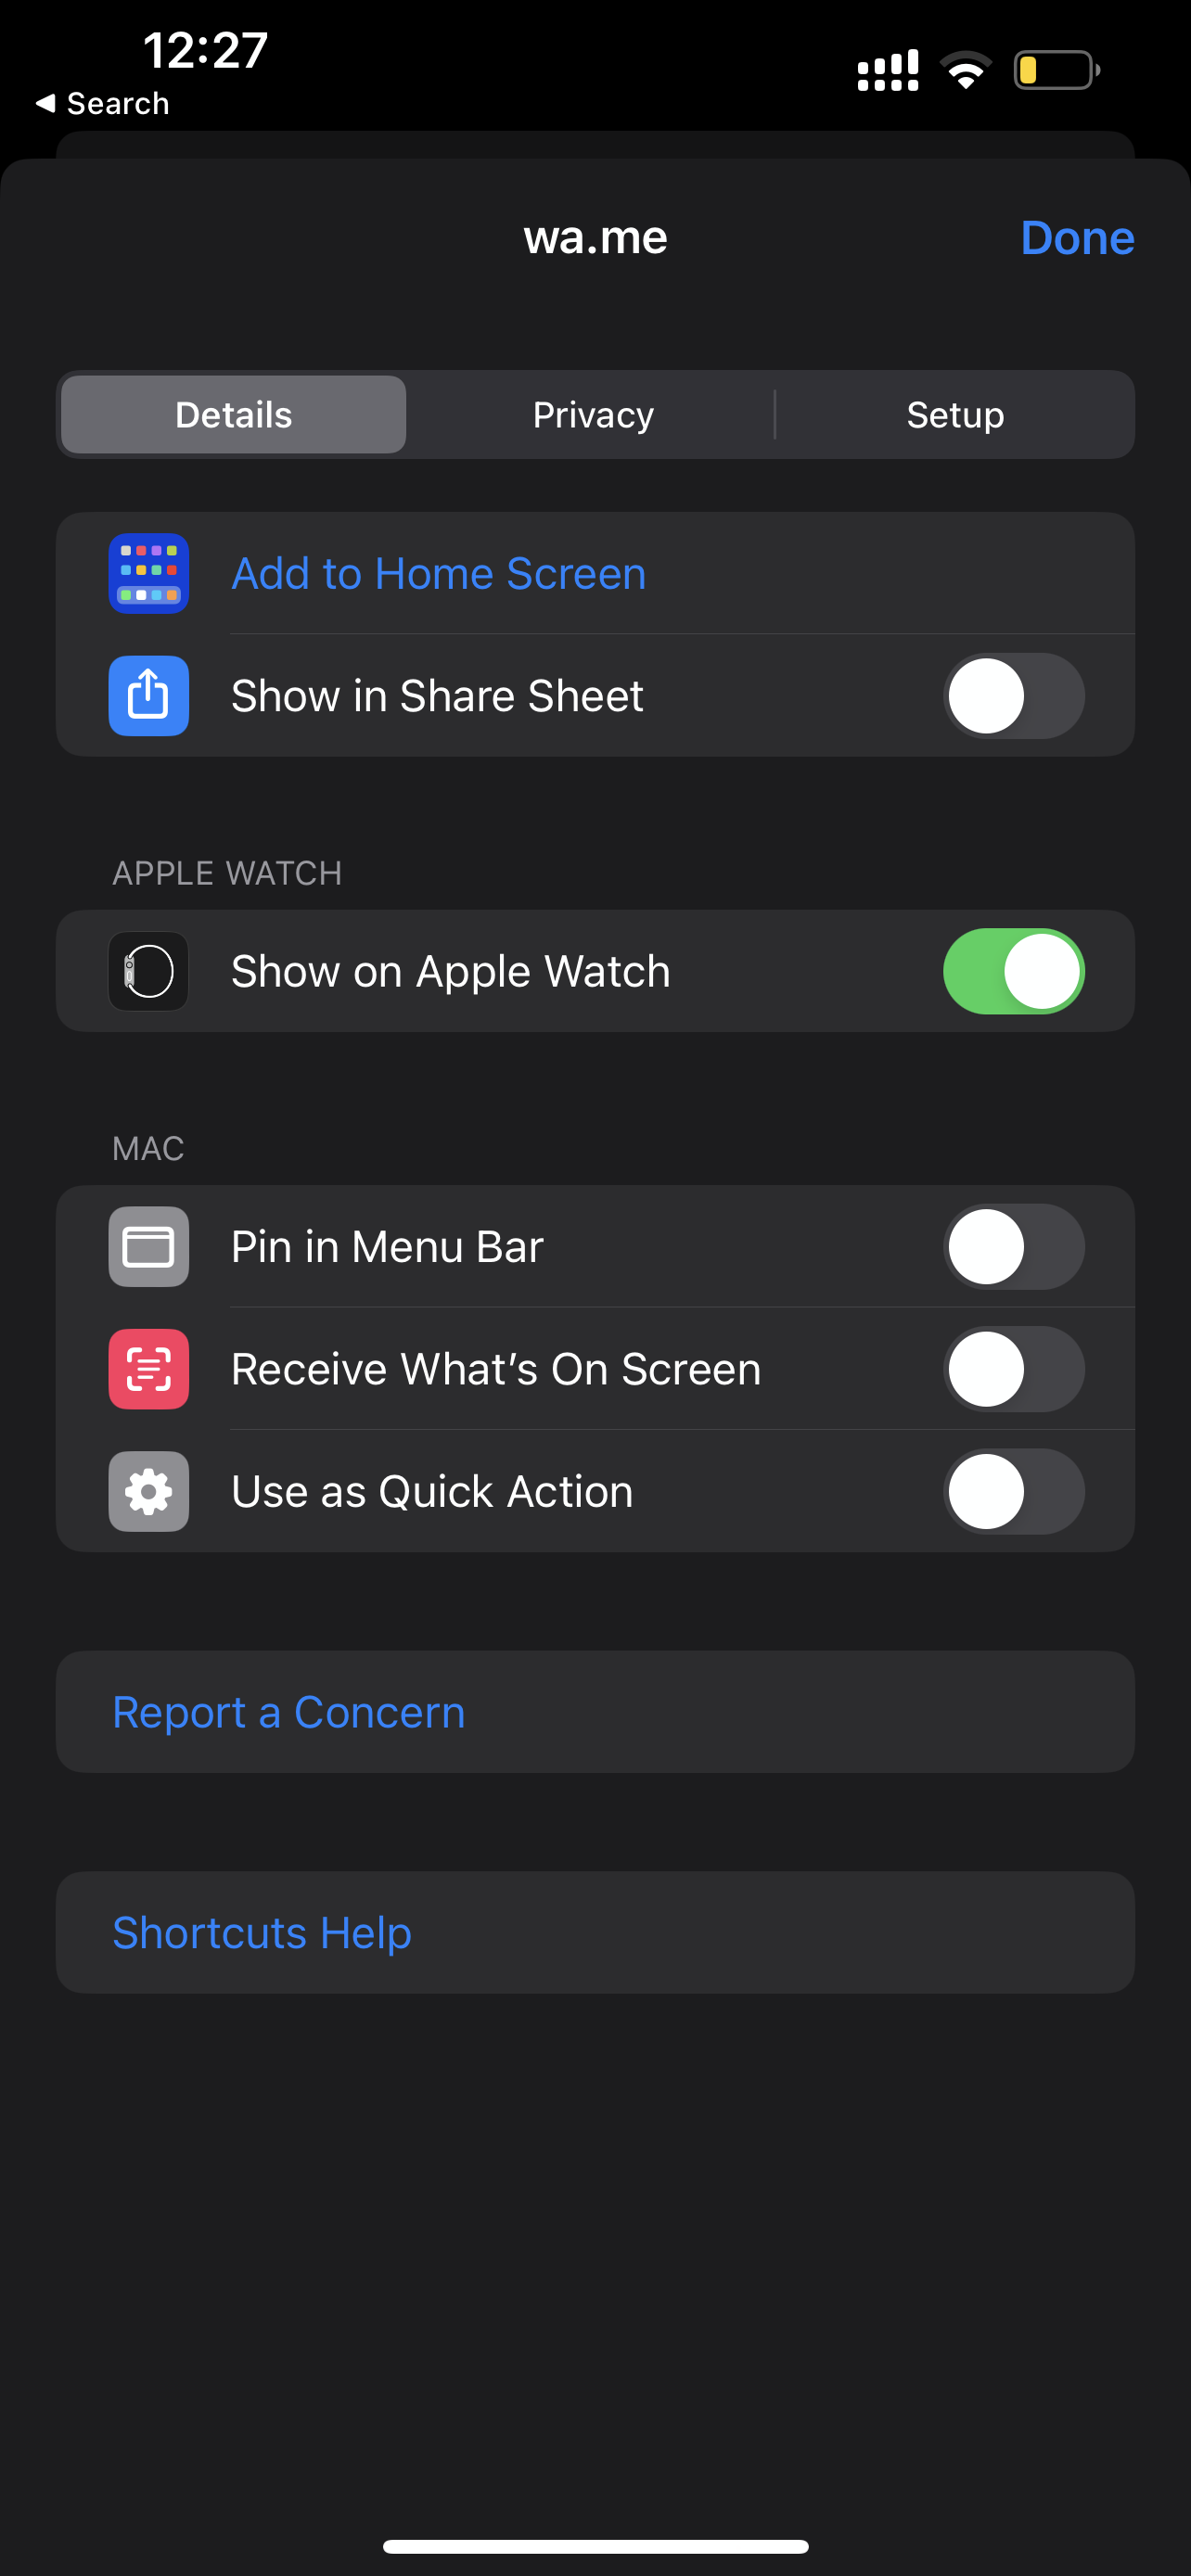 12:27
◀ Search
wa.me
Done
Details
Privacy
Setup
Add to Home Screen
Show in Share Sheet
APPLE WATCH
Show on Apple Watch
MAC
Pin in Menu Bar
Receive What’s On Screen
Use as Quick Action
Report a Concern
Shortcuts Help